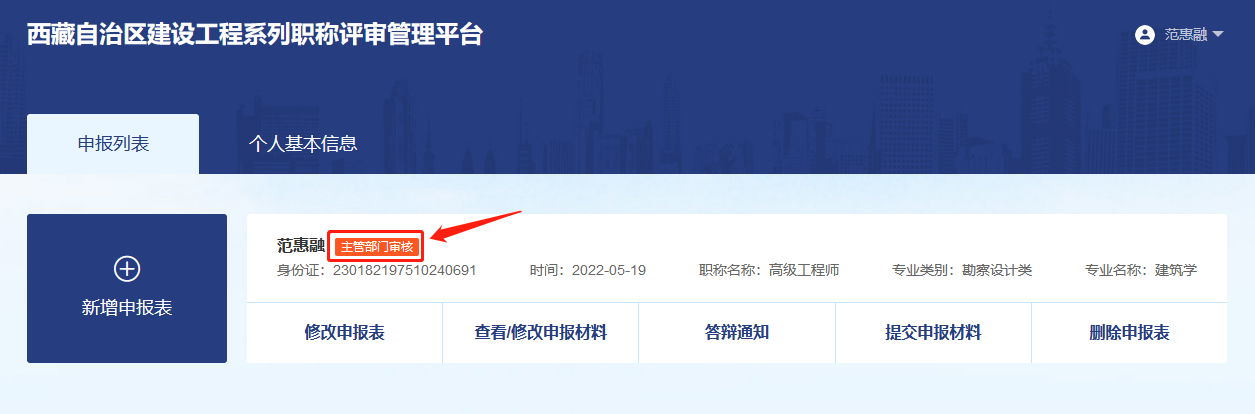 西藏自治区建设工程系列职称评审管理平台
范惠融
申报列表
个人基本信息
新增申报表
范惠融 主管部门审核
身份证：230182197510240691 时间：2022-05-19 职称名称：高级工程师 专业类别：勘察设计类 专业名称：建筑学
修改申报表 查看/修改申报材料 答辩通知 提交申报材料 删除申报表